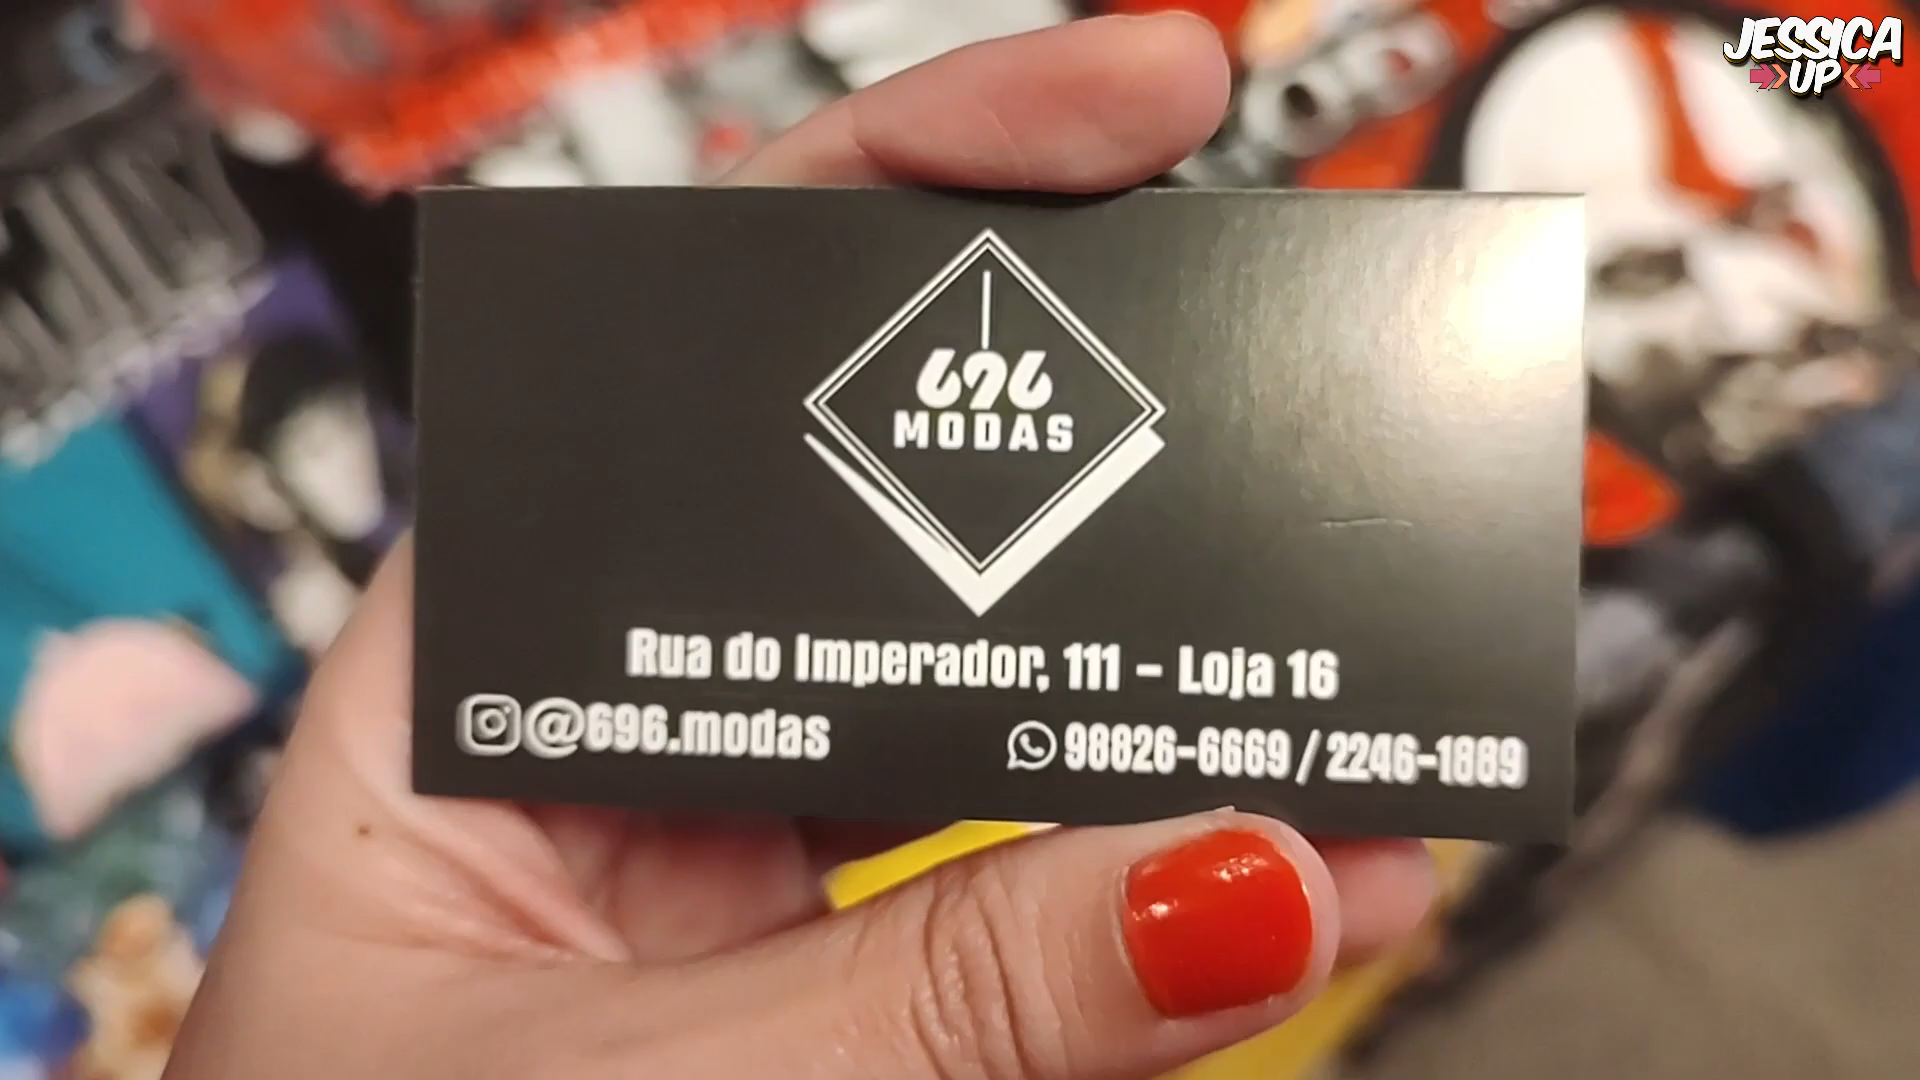 JESSICA
UP
696
MODAS
Rua do Imperador, 111 - Loja 16
@696.modas
98826-6669 / 2246-1889